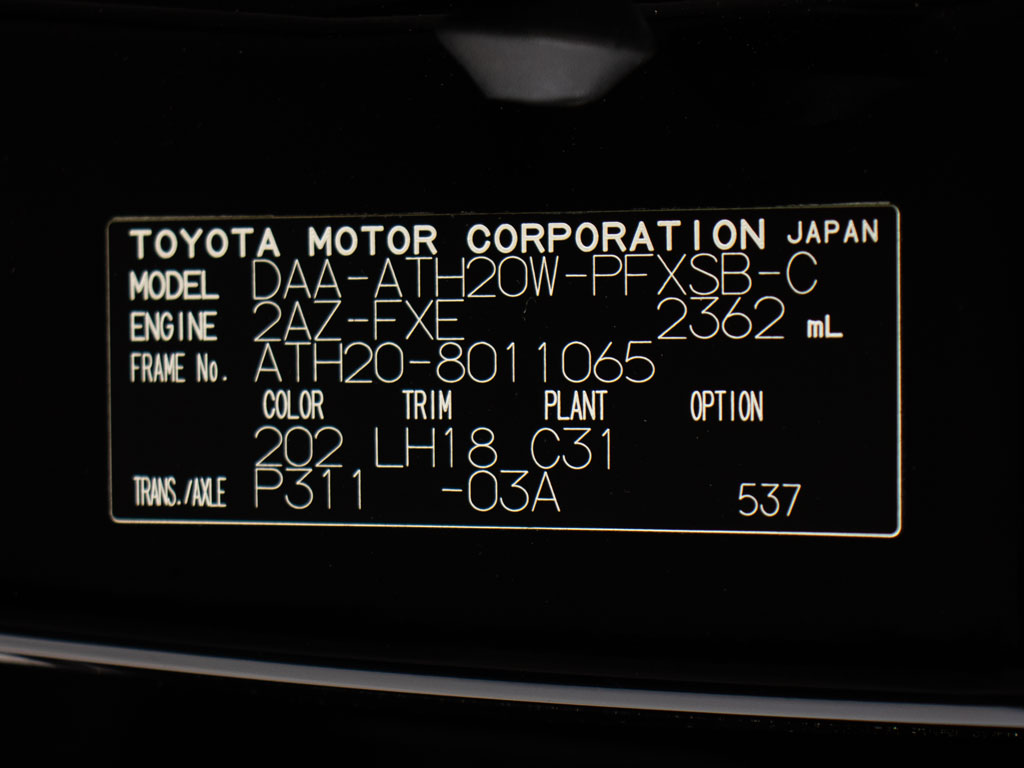 TOYOTA MOTOR CORPORATION JAPAN
MODEL DAA-ATH20W-PFXSB-C
ENGINE 2AZ-FXE 2362 mL
FRAME No. ATH20-8011065
COLOR TRIM PLANT OPTION
202 LH18 C31
TRANS./AXLE P311 -03A 537